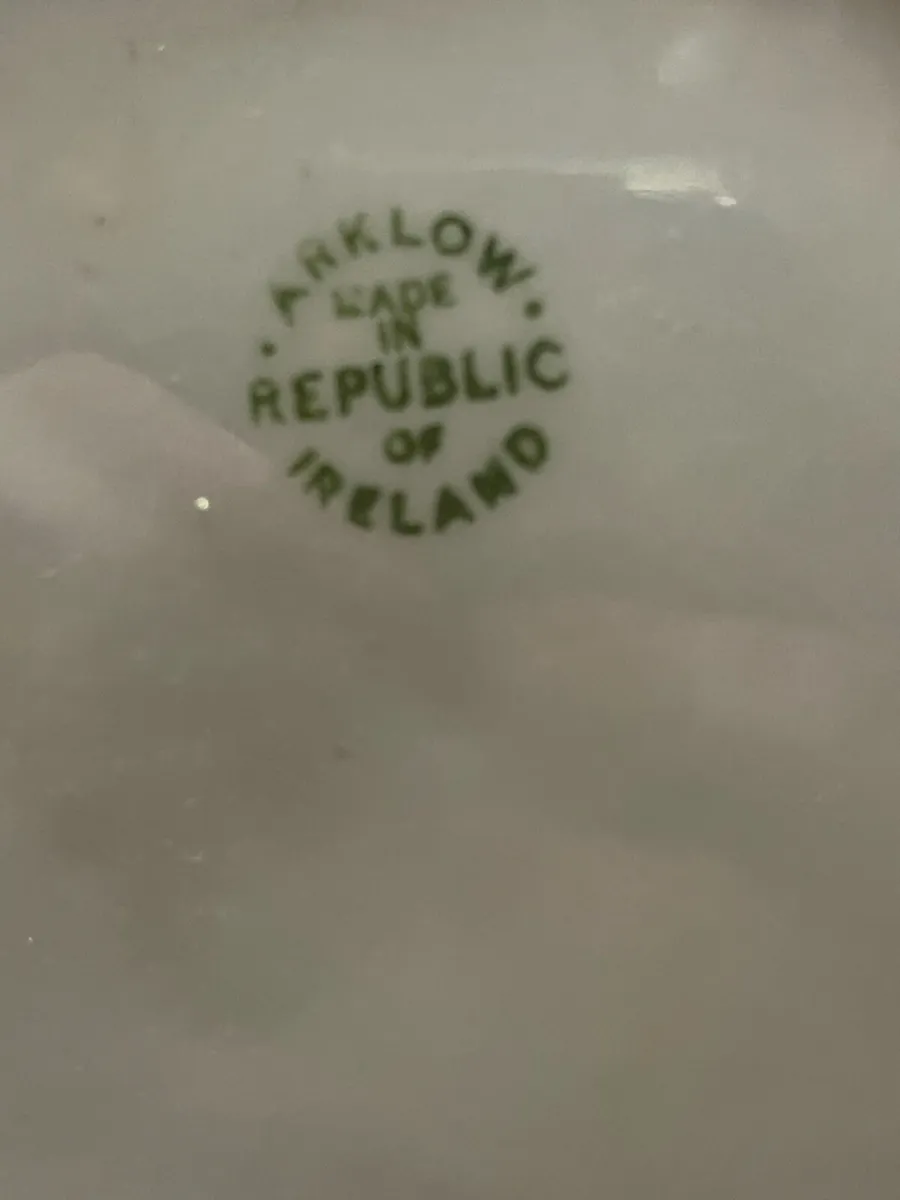 · ARKLOW ·
MADE
IN
REPUBLIC
OF
IRELAND